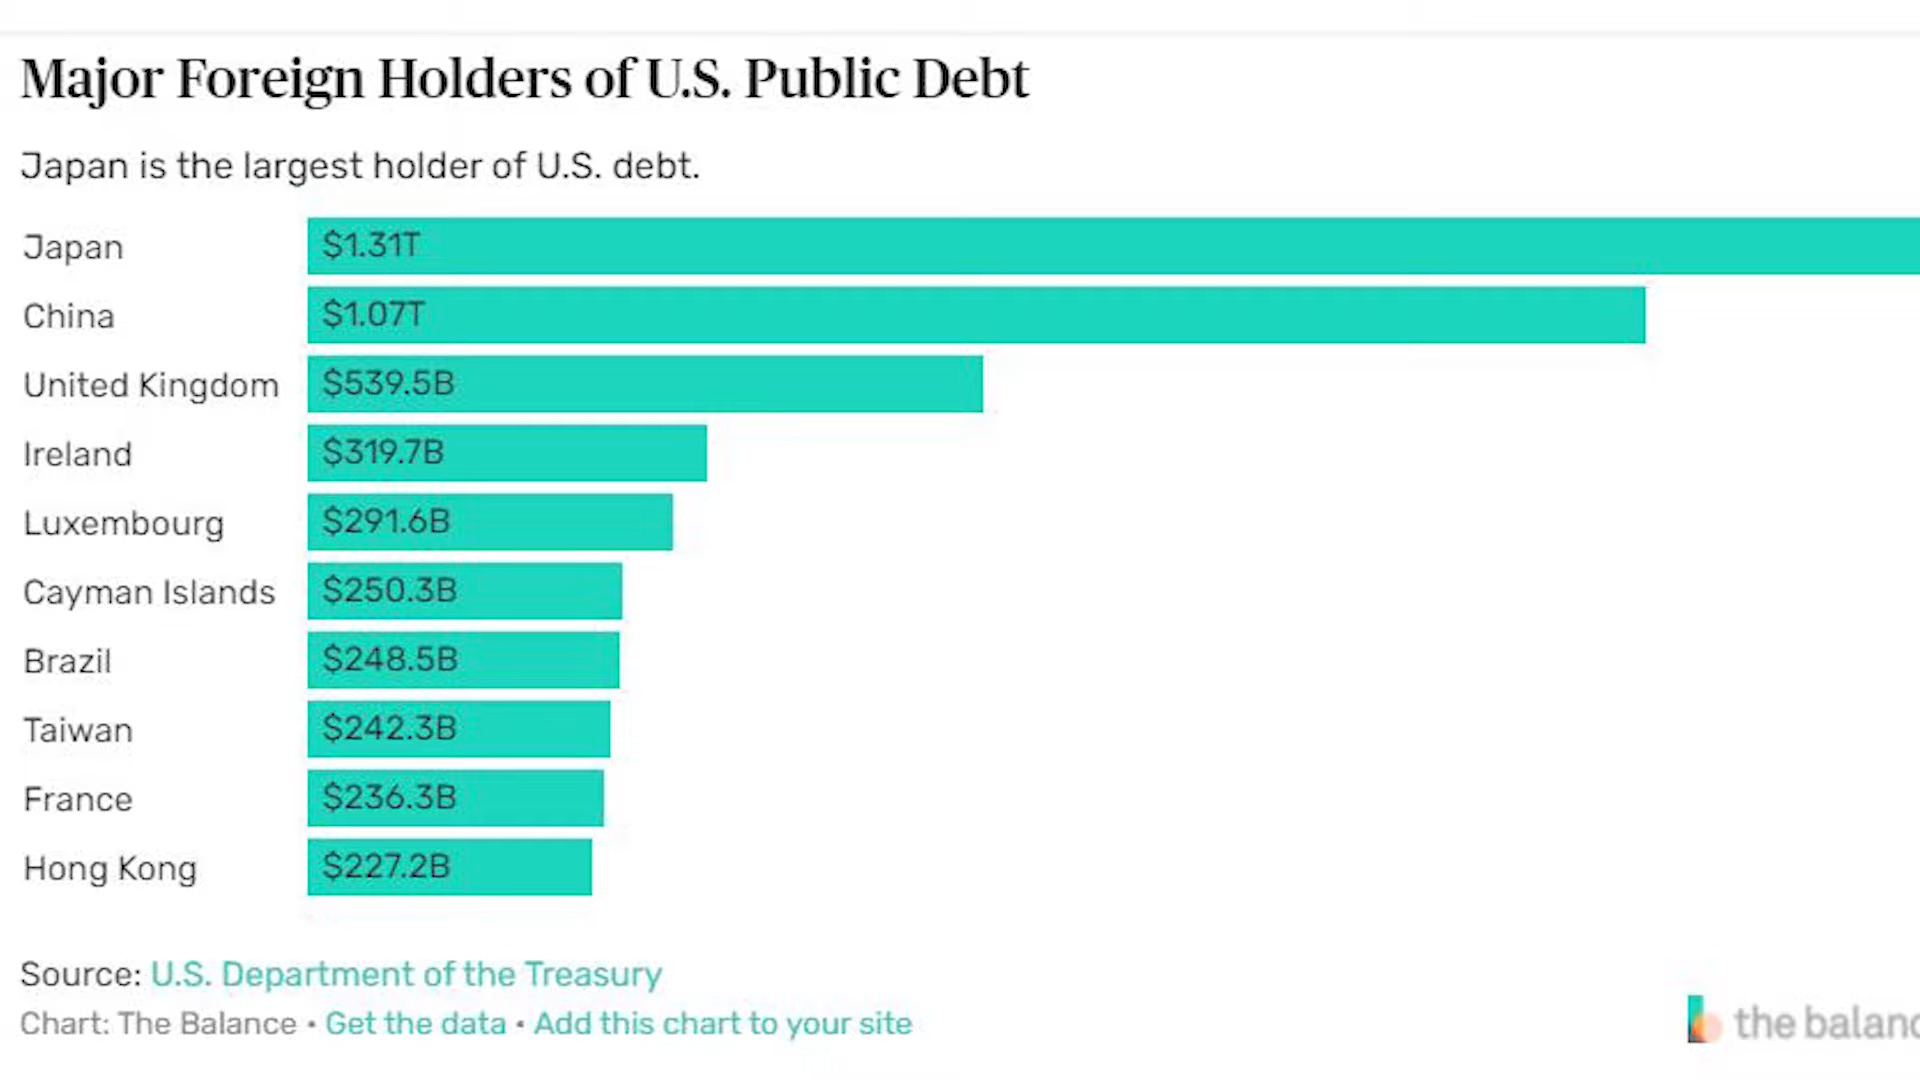 Major Foreign Holders of U.S. Public Debt
Japan is the largest holder of U.S. debt.
Japan $1.31T
China $1.07T
United Kingdom $539.5B
Ireland $319.7B
Luxembourg $291.6B
Cayman Islands $250.3B
Brazil $248.5B
Taiwan $242.3B
France $236.3B
Hong Kong $227.2B
Source: U.S. Department of the Treasury
Chart: The Balance • Get the data • Add this chart to your site
the balanc